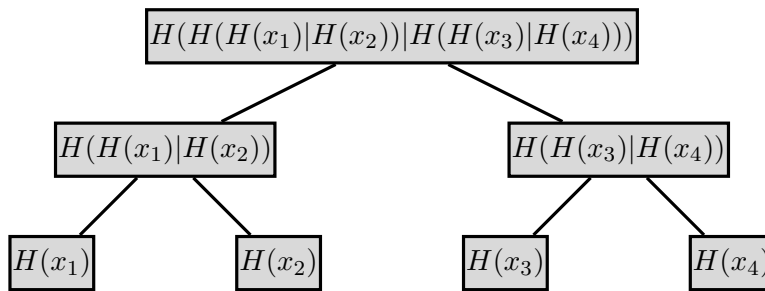 H(H(H(x₁)|H(x₂))|H(H(x₃)|H(x₄)))
H(H(x₁)|H(x₂)) H(H(x₃)|H(x₄))
H(x₁) H(x₂) H(x₃) H(x₄)